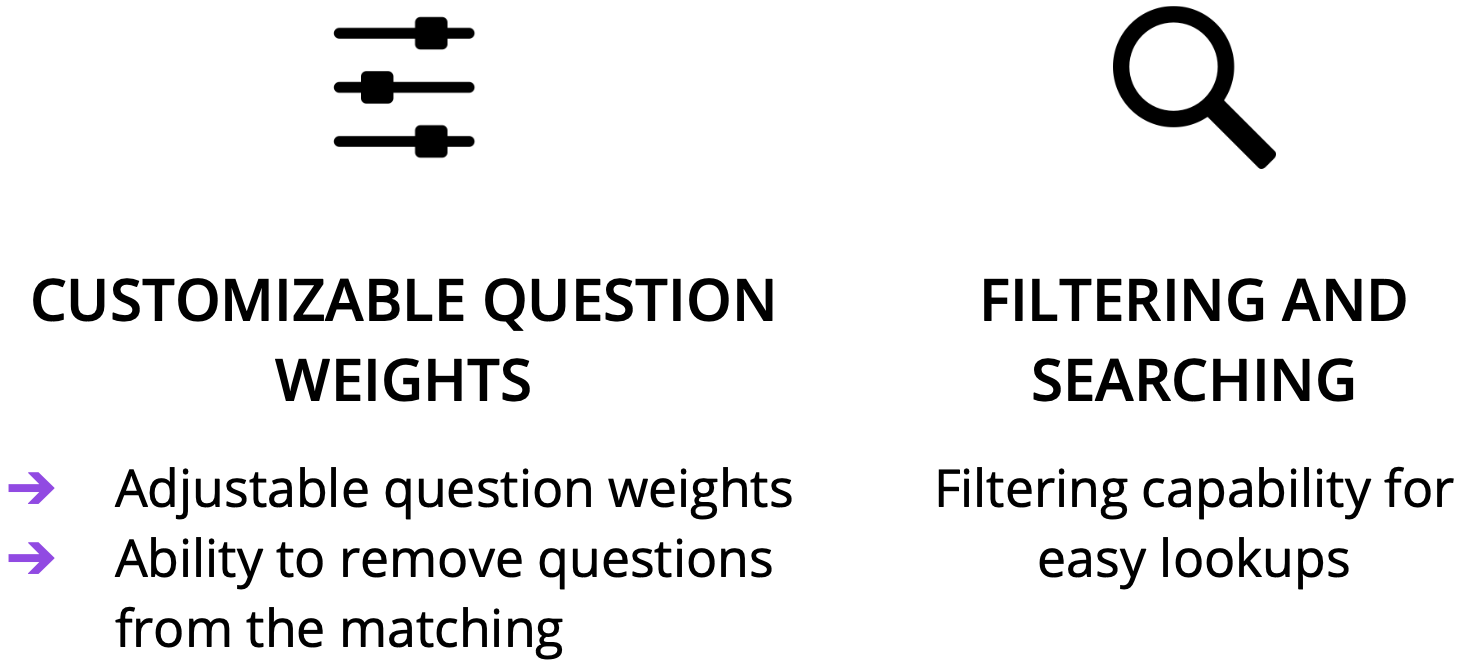 CUSTOMIZABLE QUESTION
WEIGHTS
➔ Adjustable question weights
➔ Ability to remove questions
from the matching
FILTERING AND
SEARCHING
Filtering capability for
easy lookups